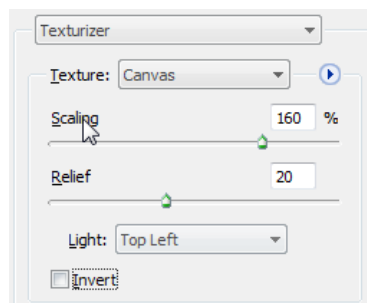 Texturizer
Texture: Canvas
Scaling 160 %
Relief 20
Light: Top Left
Invert